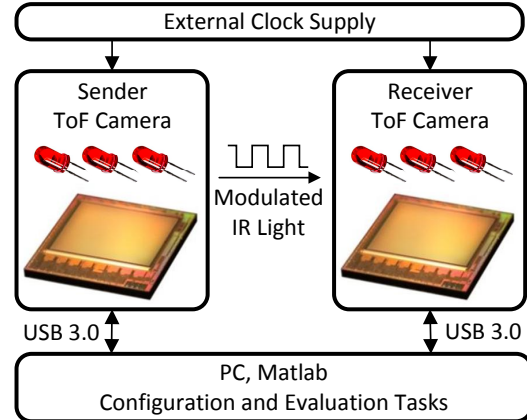 External Clock Supply
Sender
ToF Camera
Receiver
ToF Camera
Modulated
IR Light
USB 3.0
USB 3.0
PC, Matlab
Configuration and Evaluation Tasks